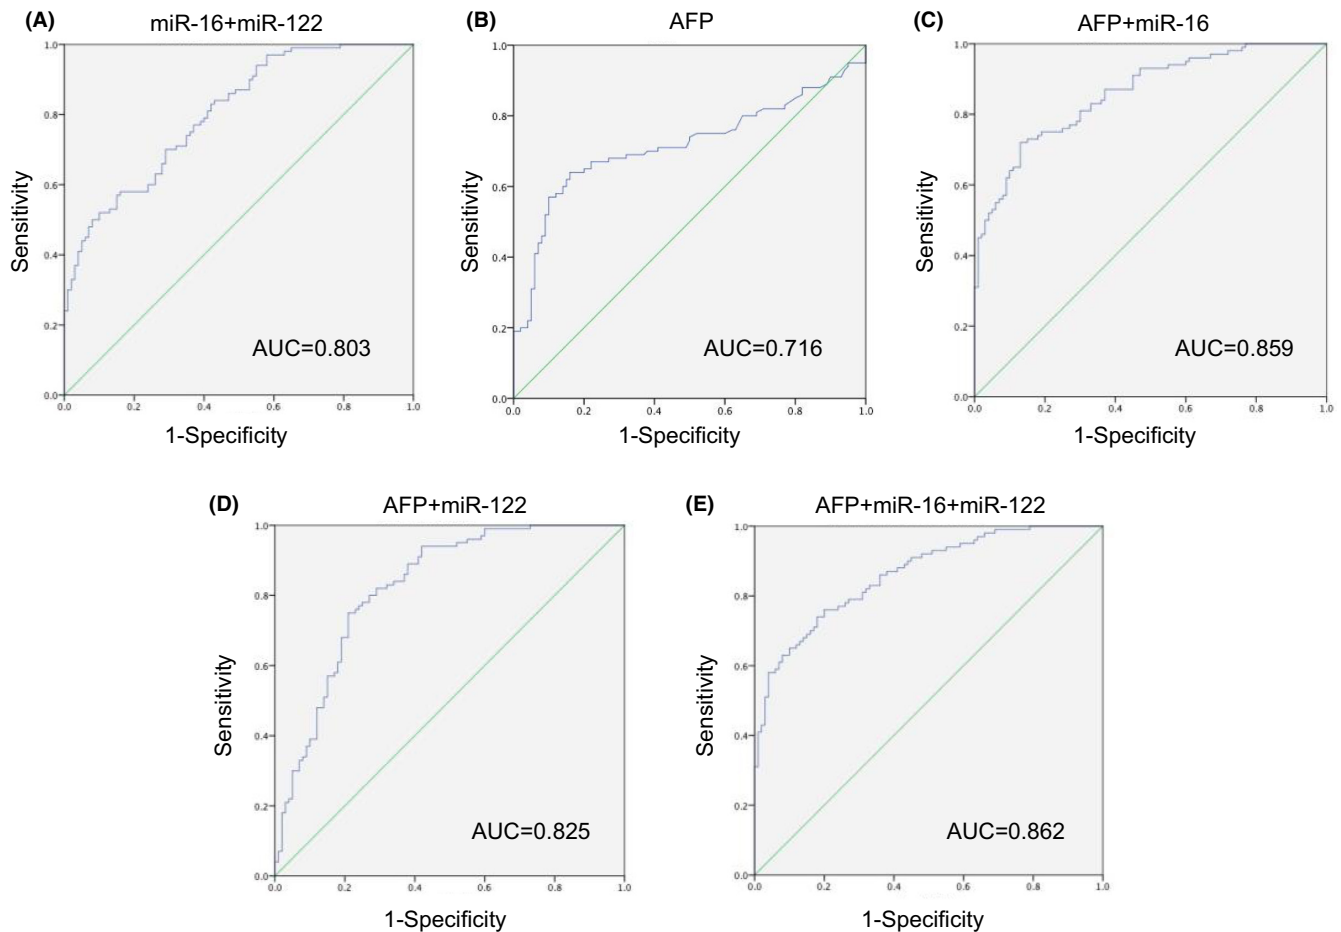 (A) miR-16+miR-122
1.0
0.8
0.6
0.4
0.2
0.0
0.0 0.2 0.4 0.6 0.8 1.0
Sensitivity
1-Specificity
AUC=0.803
(B) AFP
1.0
0.8
0.6
0.4
0.2
0.0
0.0 0.2 0.4 0.6 0.8 1.0
Sensitivity
1-Specificity
AUC=0.716
(C) AFP+miR-16
1.0
0.8
0.6
0.4
0.2
0.0
0.0 0.2 0.4 0.6 0.8 1.0
Sensitivity
1-Specificity
AUC=0.859
(D) AFP+miR-122
1.0
0.8
0.6
0.4
0.2
0.0
0.0 0.2 0.4 0.6 0.8 1.0
Sensitivity
1-Specificity
AUC=0.825
(E) AFP+miR-16+miR-122
1.0
0.8
0.6
0.4
0.2
0.0
0.0 0.2 0.4 0.6 0.8 1.0
Sensitivity
1-Specificity
AUC=0.862